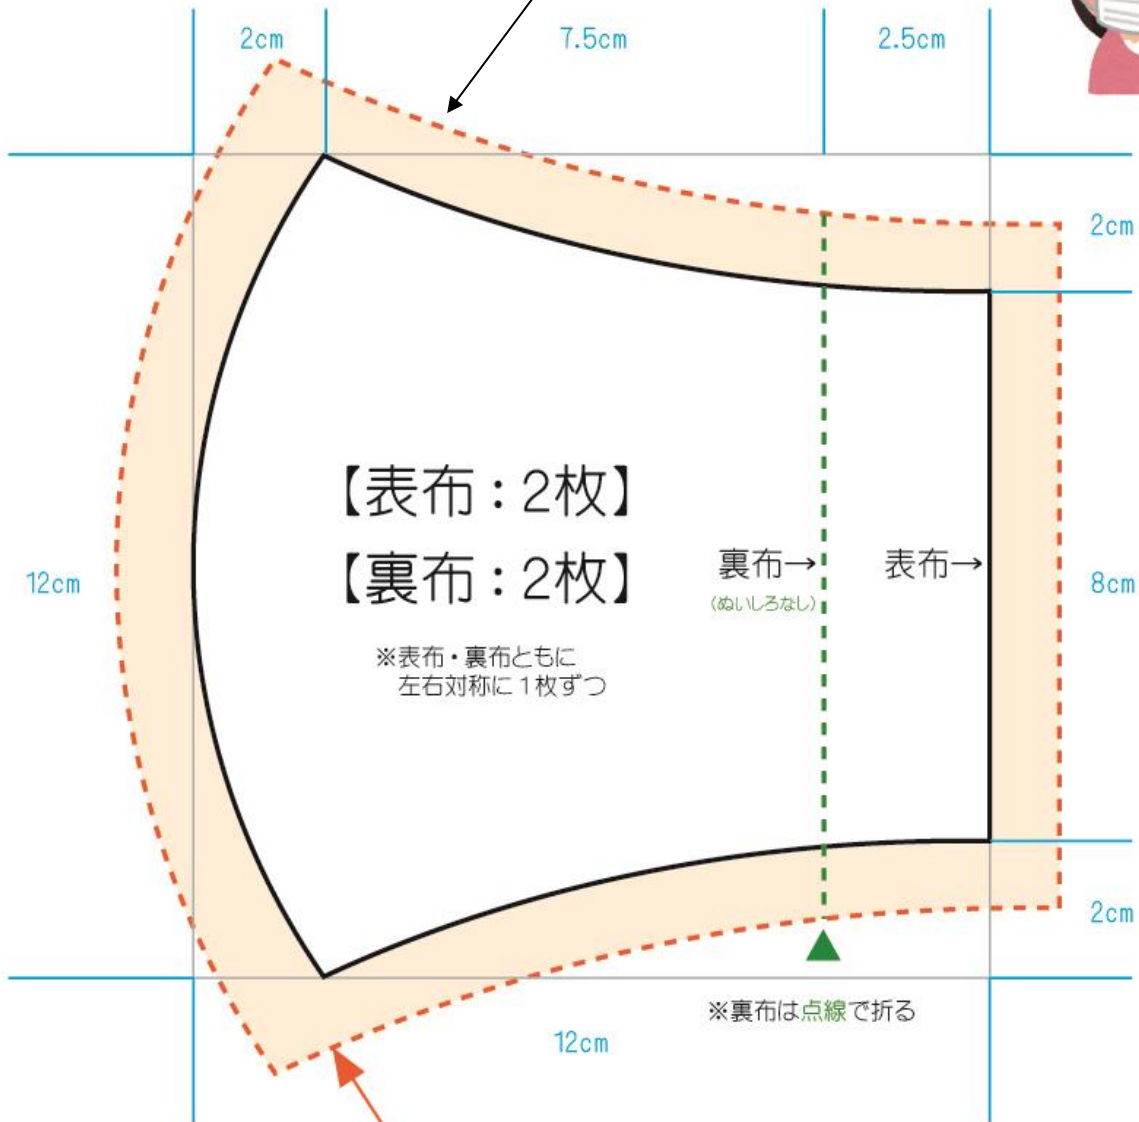 2cm
7.5cm
2.5cm
2cm
【表布：2枚】
【裏布：2枚】
裏布→
(ぬいしろなし)
表布→
12cm
8cm
※表布・裏布ともに
左右対称に１枚ずつ
2cm
※裏布は点線で折る
12cm